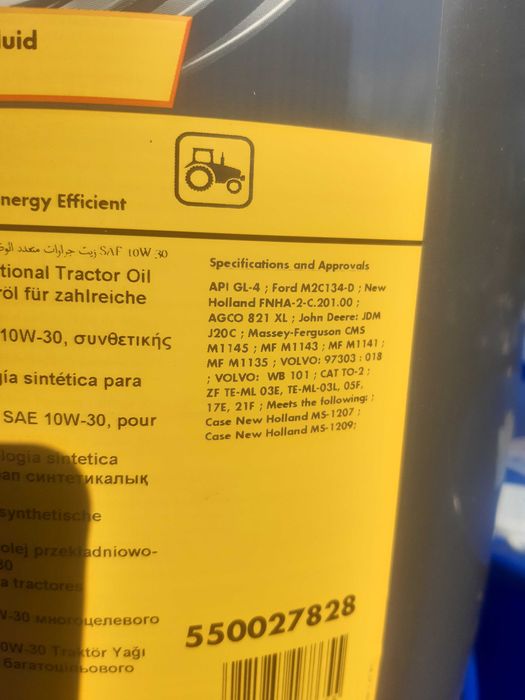 luid
nergy Efficient
زيت جرارات متعدد SAE 10W 30
tional Tractor Oil
röl für zahlreiche
10W-30, συνθετικής
gía sintética para
SAE 10W-30, pour
ologia sintetica
синтетикалық
synthetische
olej przekładniowo-
30
a tractores
W-30 многоцелевого
0W-30 Traktör Yağı
багатоцільового
Specifications and Approvals
API GL-4 ; Ford M2C134-D ; New
Holland FNHA-2-C.201.00 ;
AGCO 821 XL ; John Deere: JDM
J20C ; Massey-Ferguson CMS
M1145 ; MF M1143 ; MF M1141 ;
MF M1135 ; VOLVO: 97303 : 018
; VOLVO: WB 101 ; CAT TO-2 ;
ZF TE-ML 03E, TE-ML-03L, 05F,
17E, 21F ; Meets the following: ;
Case New Holland MS-1207 ;
Case New Holland MS-1209;
550027828